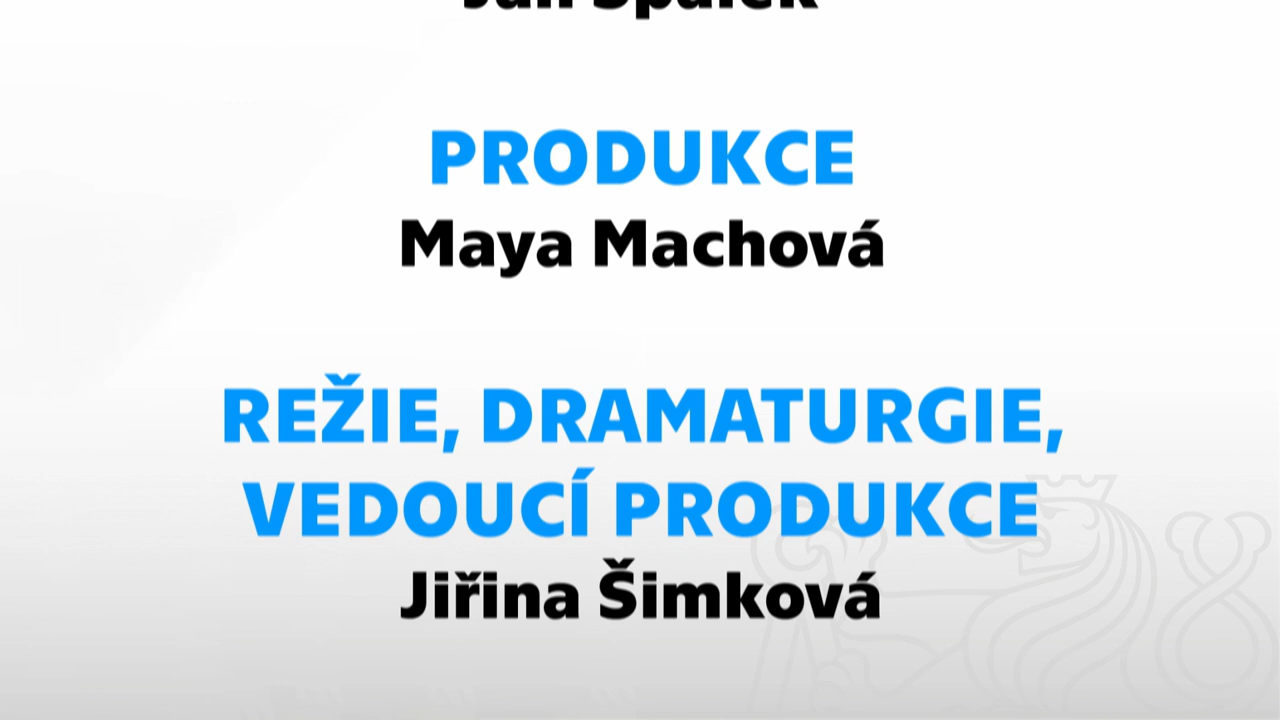 PRODUKCE
Maya Machová
REŽIE, DRAMATURGIE,
VEDOUCÍ PRODUKCE
Jiřina Šimková